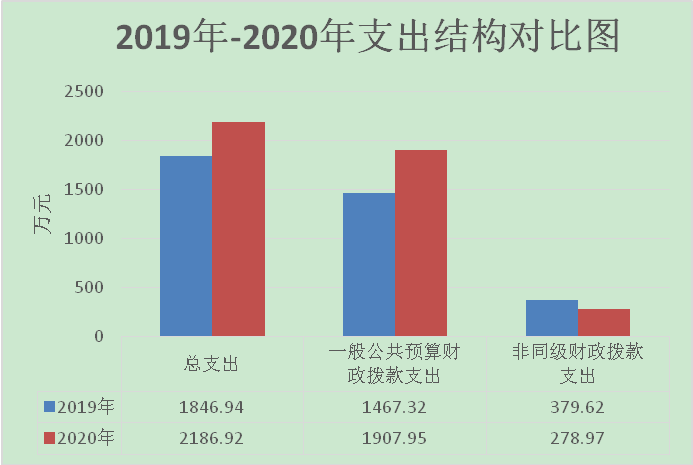 2019年-2020年支出结构对比图
万元
2500
2000
1500
1000
500
0
总支出
一般公共预算财
政拨款支出
非同级财政拨款
支出
2019年 1846.94 1467.32 379.62
2020年 2186.92 1907.95 278.97